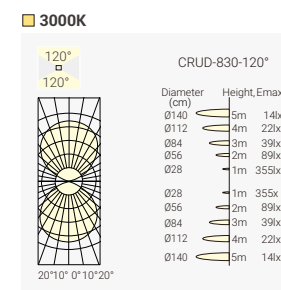 3000K
120°
120°
CRUD-830-120°
Diameter Height, Emax
(cm)
Ø140 5m 14lx
Ø112 4m 22lx
Ø84 3m 39lx
Ø56 2m 89lx
Ø28 1m 355lx
Ø28 1m 355x
Ø56 2m 89lx
Ø84 3m 39lx
Ø112 4m 22lx
Ø140 5m 14lx
20°10° 0°10°20°